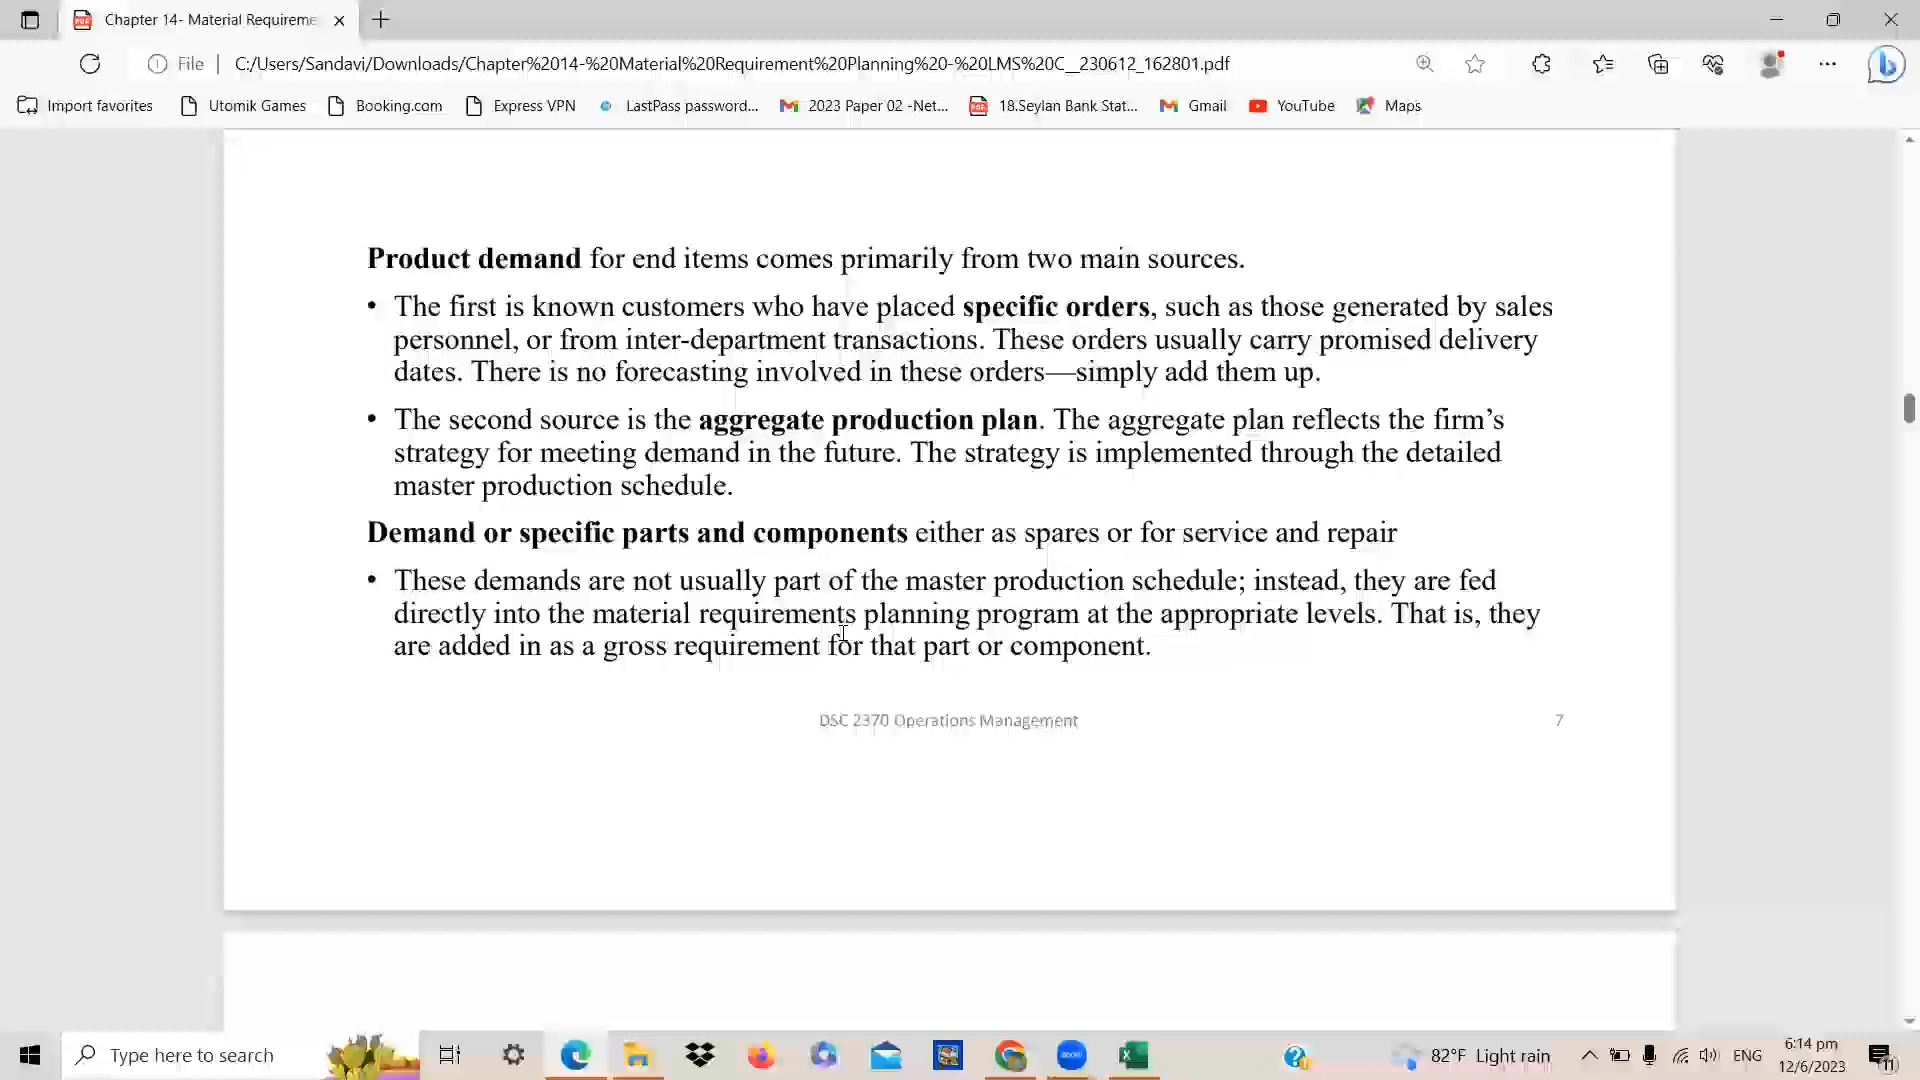 Chapter 14- Material Requireme
File
C:/Users/Sandavi/Downloads/Chapter%2014-%20Material%20Requirement%20Planning%20-%20LMS%20C__230612_162801.pdf
Import favorites Utomik Games Booking.com Express VPN LastPass password... 2023 Paper 02 -Net... 18.Seylan Bank Stat... Gmail YouTube Maps
Product demand for end items comes primarily from two main sources.
• The first is known customers who have placed specific orders, such as those generated by sales
personnel, or from inter-department transactions. These orders usually carry promised delivery
dates. There is no forecasting involved in these orders—simply add them up.
• The second source is the aggregate production plan. The aggregate plan reflects the firm’s
strategy for meeting demand in the future. The strategy is implemented through the detailed
master production schedule.
Demand or specific parts and components either as spares or for service and repair
• These demands are not usually part of the master production schedule; instead, they are fed
directly into the material requirements planning program at the appropriate levels. That is, they
are added in as a gross requirement for that part or component.
DSC 2370 Operations Management 7
Type here to search
82°F Light rain
ENG
6:14 pm
12/6/2023
11